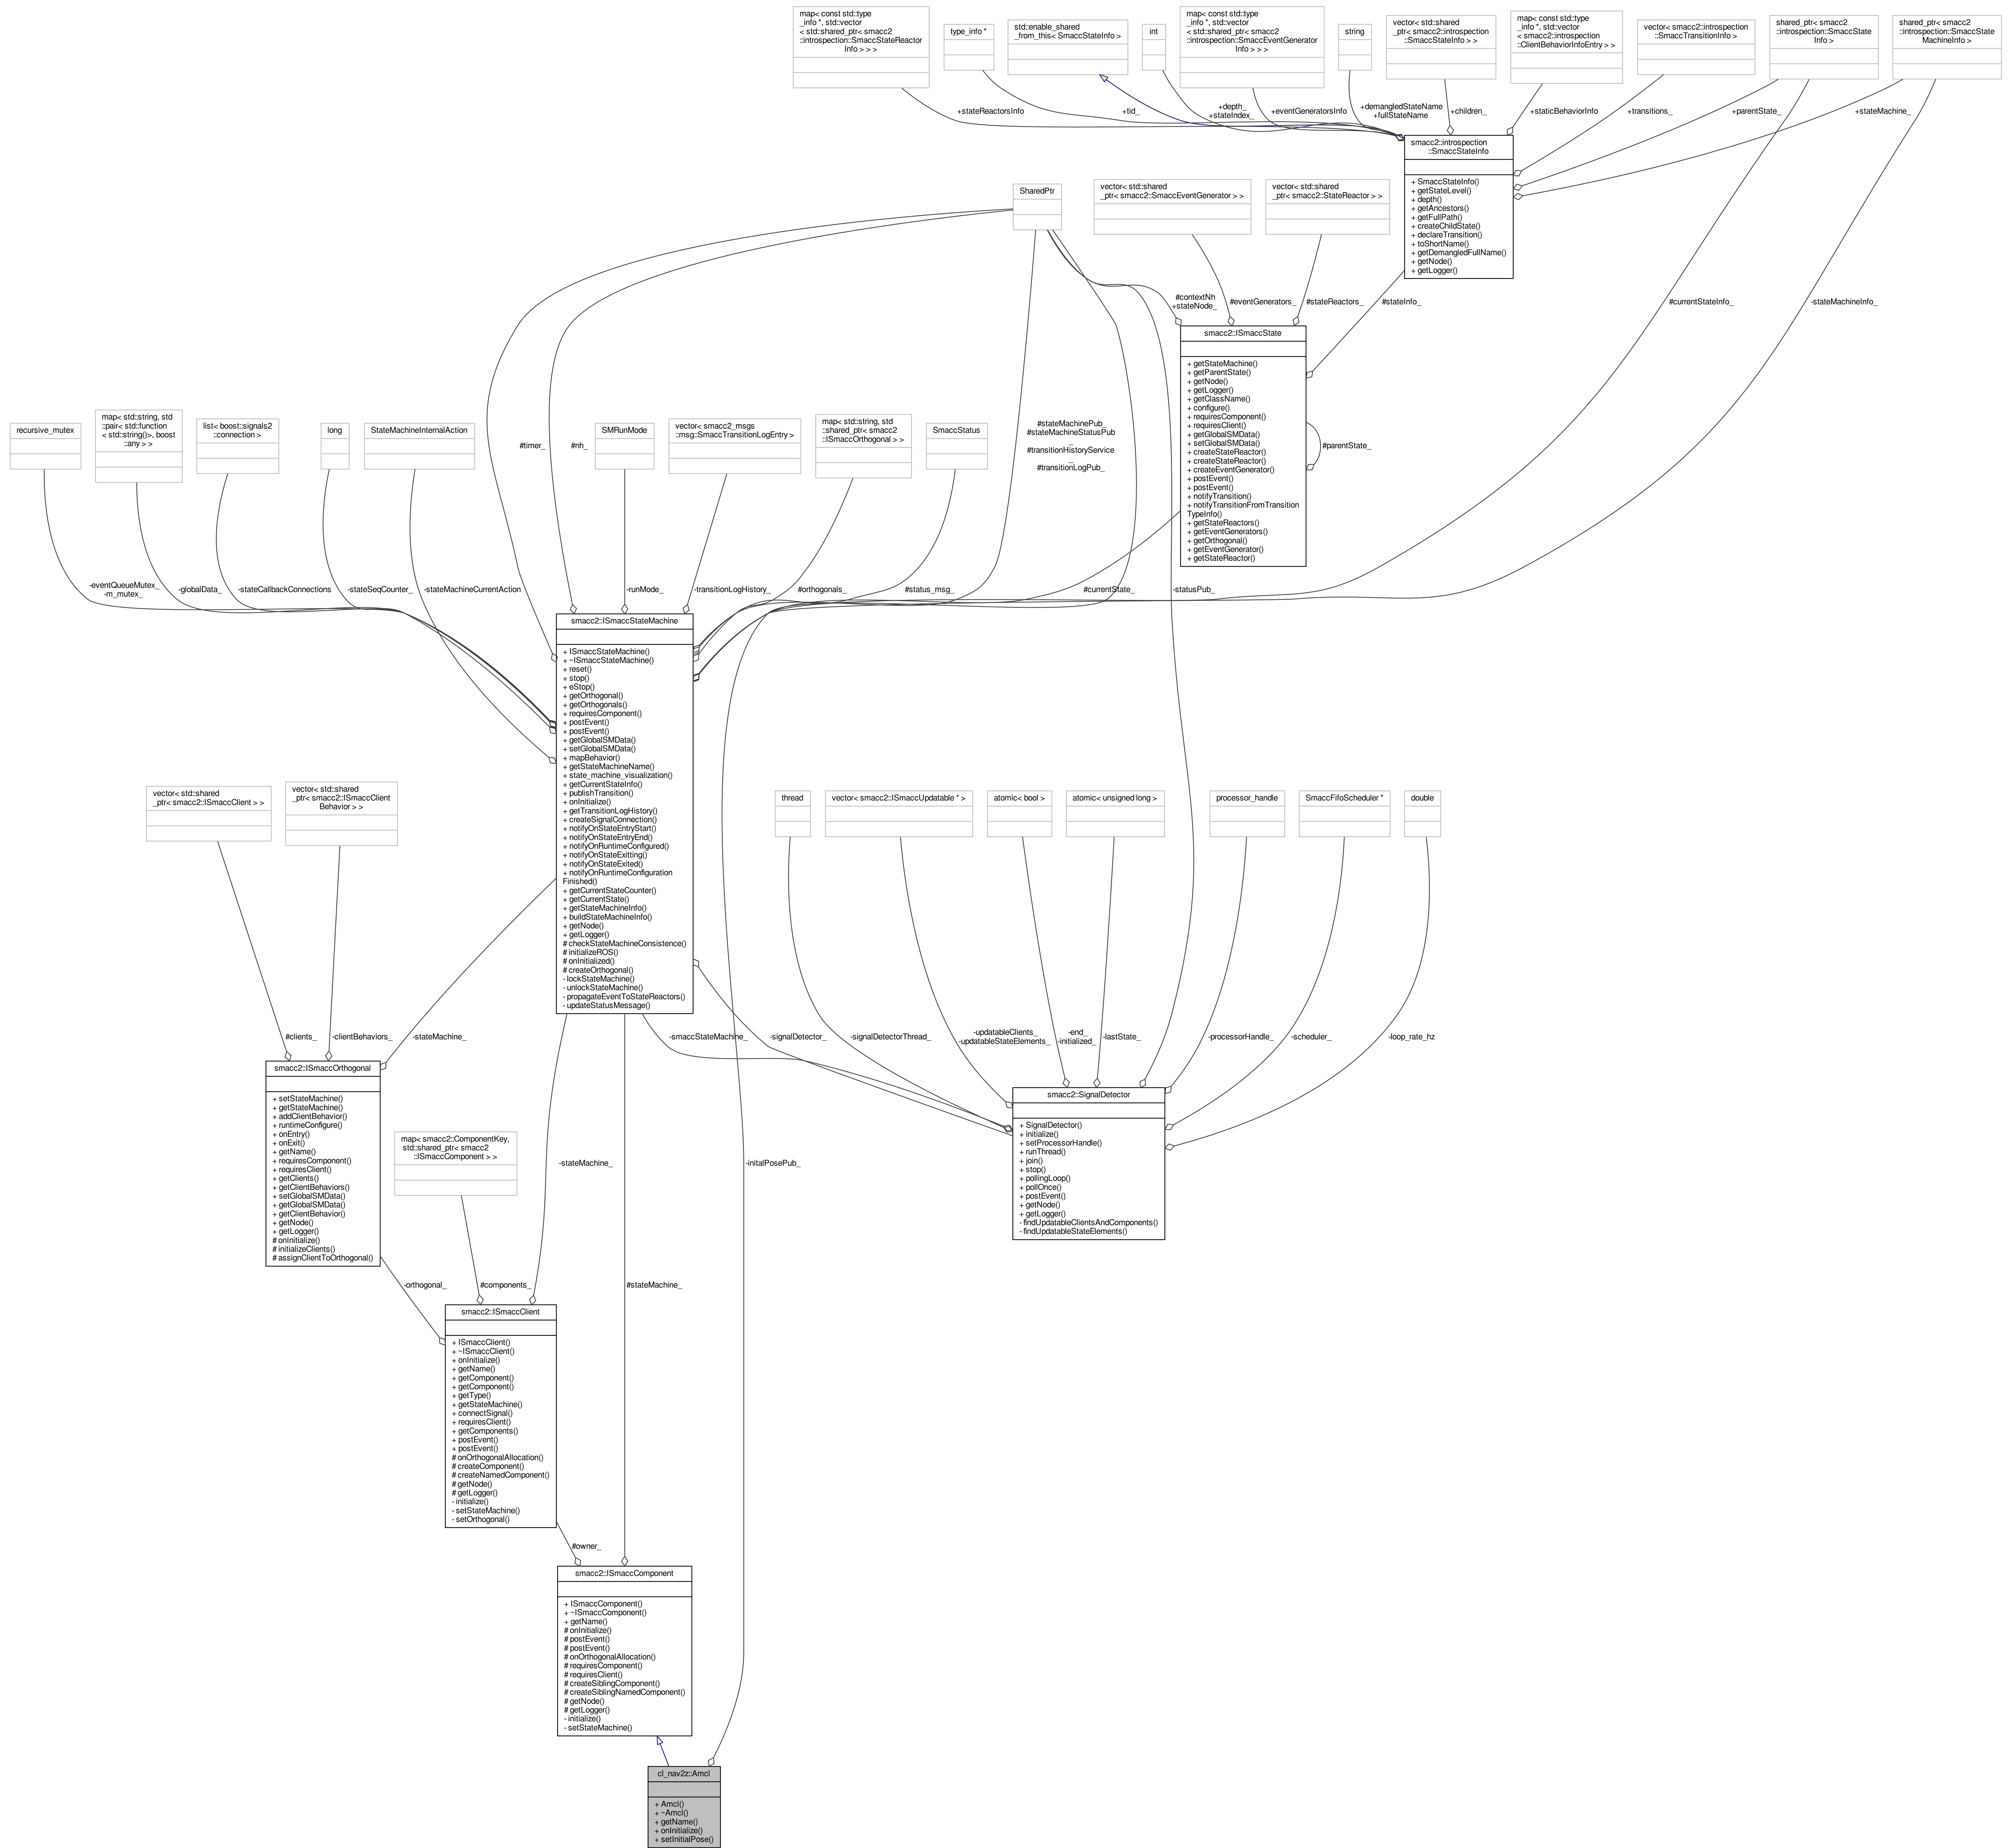 map< const std::type
_info *, std::vector
< std::shared_ptr< smacc2
::introspection::SmaccStateReactor
Info > > >
type_info *
std::enable_shared
_from_this< SmaccStateInfo >
int
map< const std::type
_info *, std::vector
< std::shared_ptr< smacc2
::introspection::SmaccEventGenerator
Info > > >
string
vector< std::shared
_ptr< smacc2::introspection
::SmaccStateInfo > >
map< const std::type
_info *, std::vector
< smacc2::introspection
::ClientBehaviorInfoEntry > >
vector< smacc2::introspection
::SmaccTransitionInfo >
shared_ptr< smacc2
::introspection::SmaccState
Info >
shared_ptr< smacc2
::introspection::SmaccState
MachineInfo >
+stateReactorsInfo
+tid_
+depth_
+stateIndex_
+eventGeneratorsInfo
+demangledStateName
+fullStateName
+children_
+staticBehaviorInfo
+transitions_
+parentState_
+stateMachine_
smacc2::introspection
::SmaccStateInfo
+ SmaccStateInfo()
+ getStateLevel()
+ depth()
+ getAncestors()
+ getFullPath()
+ createChildState()
+ declareTransition()
+ toShortName()
+ getDemangledFullName()
+ getNode()
+ getLogger()
SharedPtr
vector< std::shared
_ptr< smacc2::SmaccEventGenerator > >
vector< std::shared
_ptr< smacc2::StateReactor > >
#contextNh
+stateNode_
#eventGenerators_
#stateReactors_
#stateInfo_
#currentStateInfo_
-stateMachineInfo_
smacc2::ISmaccState
+ getStateMachine()
+ getParentState()
+ getNode()
+ getLogger()
+ getClassName()
+ configure()
+ requiresComponent()
+ requiresClient()
+ getGlobalSMData()
+ setGlobalSMData()
+ createStateReactor()
+ createStateReactor()
+ createEventGenerator()
+ postEvent()
+ postEvent()
+ notifyTransition()
+ notifyTransitionFromTransition
TypeInfo()
+ getStateReactors()
+ getEventGenerators()
+ getOrthogonal()
+ getEventGenerator()
+ getStateReactor()
#parentState_
recursive_mutex
map< std::string, std
::pair< std::function
< std::string()>, boost
::any > >
list< boost::signals2
::connection >
long
StateMachineInternalAction
#timer_
#nh_
SMRunMode
vector< smacc2_msgs
::msg::SmaccTransitionLogEntry >
map< std::string, std
::shared_ptr< smacc2
::ISmaccOrthogonal > >
SmaccStatus
#stateMachinePub_
#stateMachineStatusPub
_
#transitionHistoryService
_
#transitionLogPub_
-eventQueueMutex_
-m_mutex_
-globalData_
-stateCallbackConnections
-stateSeqCounter_
-stateMachineCurrentAction
-runMode_
-transitionLogHistory_
#orthogonals_
#status_msg_
#currentState_
-statusPub_
smacc2::ISmaccStateMachine
+ ISmaccStateMachine()
+ ~ISmaccStateMachine()
+ reset()
+ stop()
+ eStop()
+ getOrthogonal()
+ getOrthogonals()
+ requiresComponent()
+ postEvent()
+ postEvent()
+ getGlobalSMData()
+ setGlobalSMData()
+ mapBehavior()
+ getStateMachineName()
+ state_machine_visualization()
+ getCurrentStateInfo()
+ publishTransition()
+ onInitialize()
+ getTransitionLogHistory()
+ createSignalConnection()
+ notifyOnStateEntryStart()
+ notifyOnStateEntryEnd()
+ notifyOnRuntimeConfigured()
+ notifyOnStateExitting()
+ notifyOnStateExited()
+ notifyOnRuntimeConfiguration
Finished()
+ getCurrentStateCounter()
+ getCurrentState()
+ getStateMachineInfo()
+ buildStateMachineInfo()
+ getNode()
+ getLogger()
# checkStateMachineConsistence()
# initializeROS()
# onInitialized()
# createOrthogonal()
- lockStateMachine()
- unlockStateMachine()
- propagateEventToStateReactors()
- updateStatusMessage()
vector< std::shared
_ptr< smacc2::ISmaccClient > >
vector< std::shared
_ptr< smacc2::ISmaccClient
Behavior > >
thread
vector< smacc2::ISmaccUpdatable * >
atomic< bool >
atomic< unsigned long >
processor_handle
SmaccFifoScheduler *
double
#clients_
-clientBehaviors_
-stateMachine_
-smaccStateMachine_
-signalDetector_
-signalDetectorThread_
-updatableClients_
-updatableStateElements_
-end_
-initialized_
-lastState_
-processorHandle_
-scheduler_
-loop_rate_hz
smacc2::ISmaccOrthogonal
+ setStateMachine()
+ getStateMachine()
+ addClientBehavior()
+ runtimeConfigure()
+ onEntry()
+ onExit()
+ getName()
+ requiresComponent()
+ requiresClient()
+ getClients()
+ getClientBehaviors()
+ setGlobalSMData()
+ getGlobalSMData()
+ getClientBehavior()
+ getNode()
+ getLogger()
# onInitialize()
# initializeClients()
# assignClientToOrthogonal()
smacc2::SignalDetector
+ SignalDetector()
+ initialize()
+ setProcessorHandle()
+ runThread()
+ join()
+ stop()
+ pollingLoop()
+ pollOnce()
+ postEvent()
+ getNode()
+ getLogger()
- findUpdatableClientsAndComponents()
- findUpdatableStateElements()
map< smacc2::ComponentKey,
std::shared_ptr< smacc2
::ISmaccComponent > >
-stateMachine_
-initalPosePub_
-orthogonal_
#components_
#stateMachine_
smacc2::ISmaccClient
+ ISmaccClient()
+ ~ISmaccClient()
+ onInitialize()
+ getName()
+ getComponent()
+ getComponent()
+ getType()
+ getStateMachine()
+ connectSignal()
+ requiresClient()
+ getComponents()
+ postEvent()
+ postEvent()
# onOrthogonalAllocation()
# createComponent()
# createNamedComponent()
# getNode()
# getLogger()
- initialize()
- setStateMachine()
- setOrthogonal()
#owner_
smacc2::ISmaccComponent
+ ISmaccComponent()
+ ~ISmaccComponent()
+ getName()
# onInitialize()
# postEvent()
# postEvent()
# onOrthogonalAllocation()
# requiresComponent()
# requiresClient()
# createSiblingComponent()
# createSiblingNamedComponent()
# getNode()
# getLogger()
- initialize()
- setStateMachine()
cl_nav2z::Amcl
+ Amcl()
+ ~Amcl()
+ getName()
+ onInitialize()
+ setInitialPose()